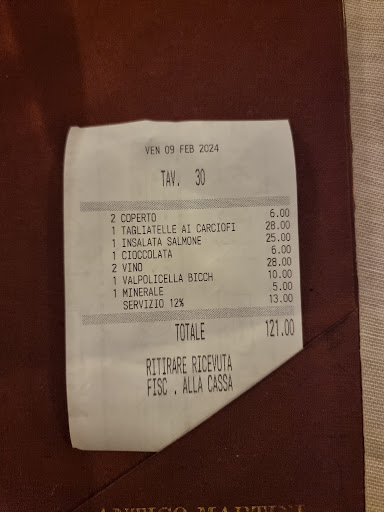 VEN 09 FEB 2024
TAV. 30
2 COPERTO 6.00
1 TAGLIATELLE AI CARCIOFI 28.00
1 INSALATA SALMONE 25.00
1 CIOCCOLATA 6.00
2 VINO 28.00
1 VALPOLICELLA BICCH 10.00
1 MINERALE 5.00
SERVIZIO 12% 13.00
TOTALE 121.00
RITIRARE RICEVUTA
FISC . ALLA CASSA
ANTICO MARTINI